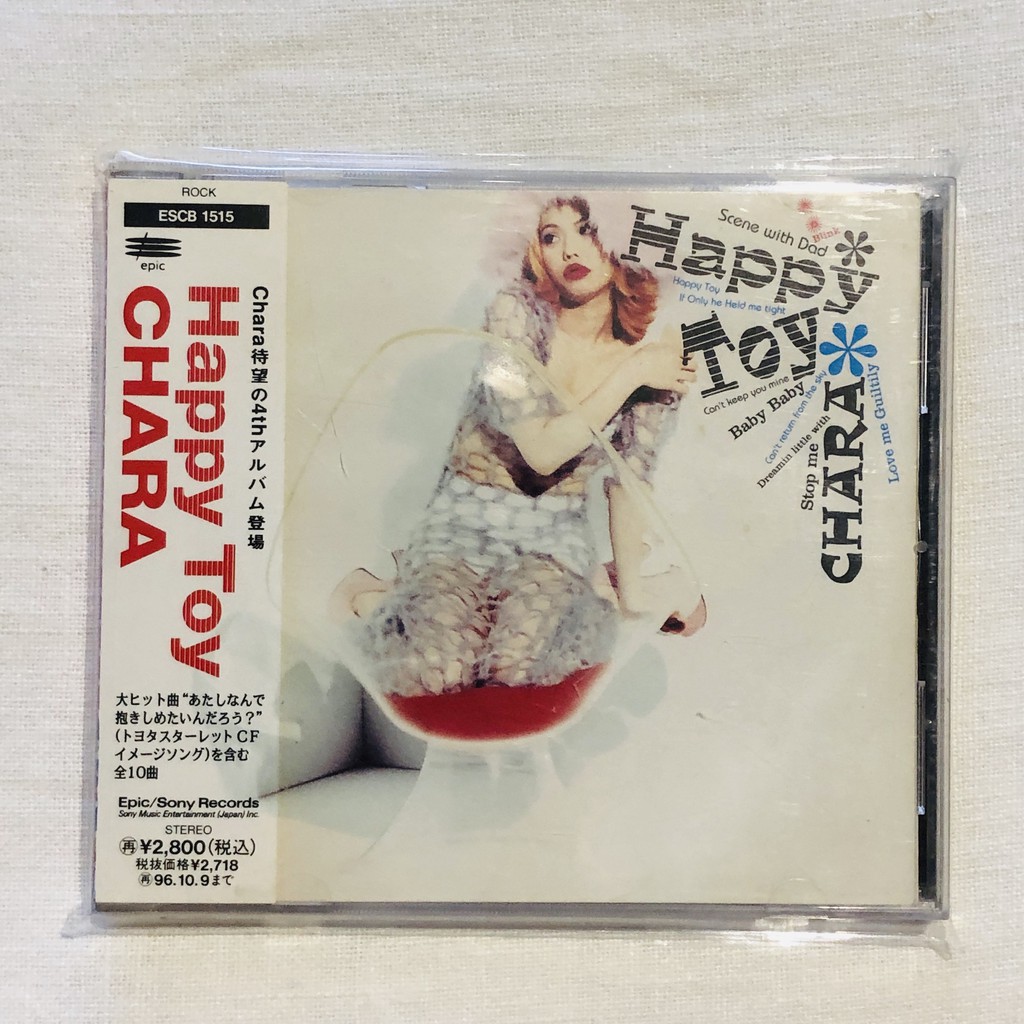 ROCK
ESCB 1515
epic
Chara待望の4thアルバム登場
Happy Toy
CHARA
大ヒット曲“あたしなんで
抱きしめたいんだろう?”
(トヨタスターレットCF
イメージソング)を含む
全10曲
Epic/Sony Records
Sony Music Entertainment (Japan) Inc.
STEREO
再¥2,800(税込)
税抜価格¥2,718
再96.10.9まで
Scene with Dad
Blink
Happy
Happy Toy
If Only he Held me tight
Toy
Can't keep you mine
Baby Baby
Can't return from the sky
Dreamin little with
Stop me
CHARA
Love me Guiltily